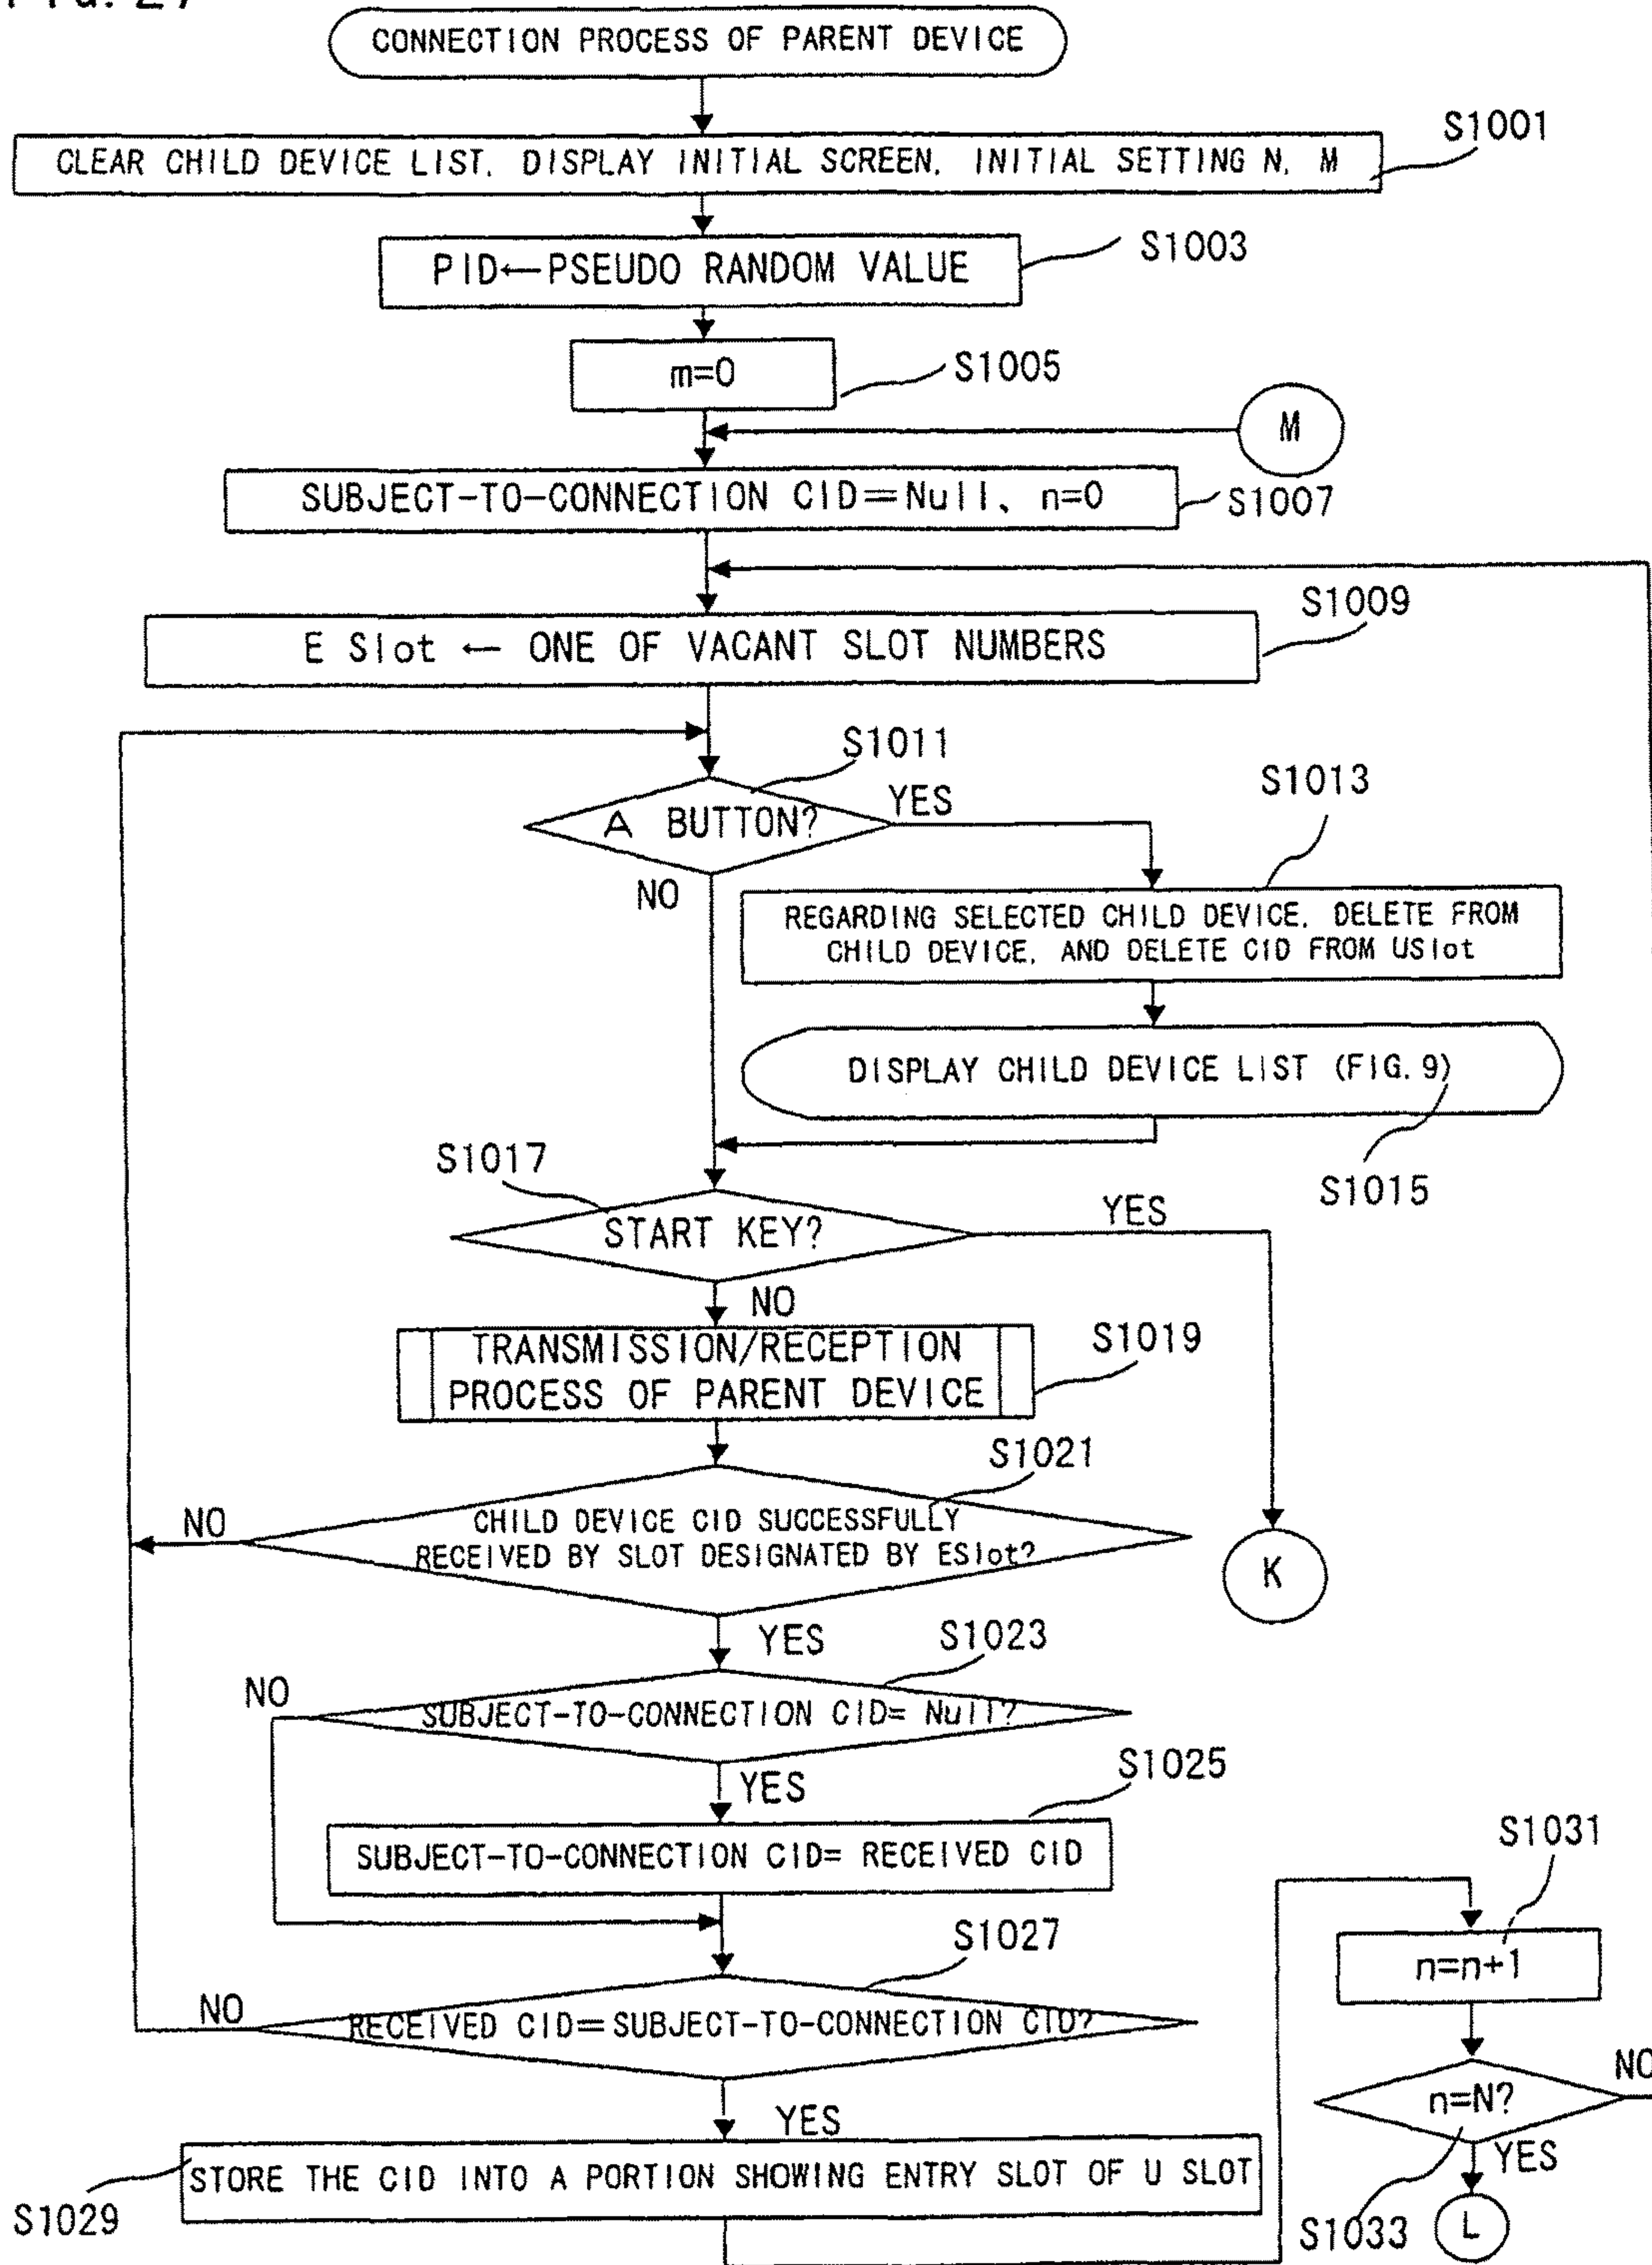 CONNECTION PROCESS OF PARENT DEVICE
S1001
CLEAR CHILD DEVICE LIST, DISPLAY INITIAL SCREEN, INITIAL SETTING N, M
S1003
PID←PSEUDO RANDOM VALUE
m=0
S1005
M
SUBJECT-TO-CONNECTION CID=Null, n=0
S1007
S1009
E Slot ← ONE OF VACANT SLOT NUMBERS
S1011
A BUTTON?
YES
S1013
NO
REGARDING SELECTED CHILD DEVICE, DELETE FROM
CHILD DEVICE, AND DELETE CID FROM USlot
DISPLAY CHILD DEVICE LIST (FIG. 9)
S1015
S1017
START KEY?
YES
NO
TRANSMISSION/RECEPTION
PROCESS OF PARENT DEVICE
S1019
S1021
NO
CHILD DEVICE CID SUCCESSFULLY
RECEIVED BY SLOT DESIGNATED BY ESlot?
K
YES
S1023
NO
SUBJECT-TO-CONNECTION CID= Null?
YES
S1025
SUBJECT-TO-CONNECTION CID= RECEIVED CID
S1031
n=n+1
S1027
NO
RECEIVED CID=SUBJECT-TO-CONNECTION CID?
NO
n=N?
YES
YES
STORE THE CID INTO A PORTION SHOWING ENTRY SLOT OF U SLOT
S1029
S1033
L